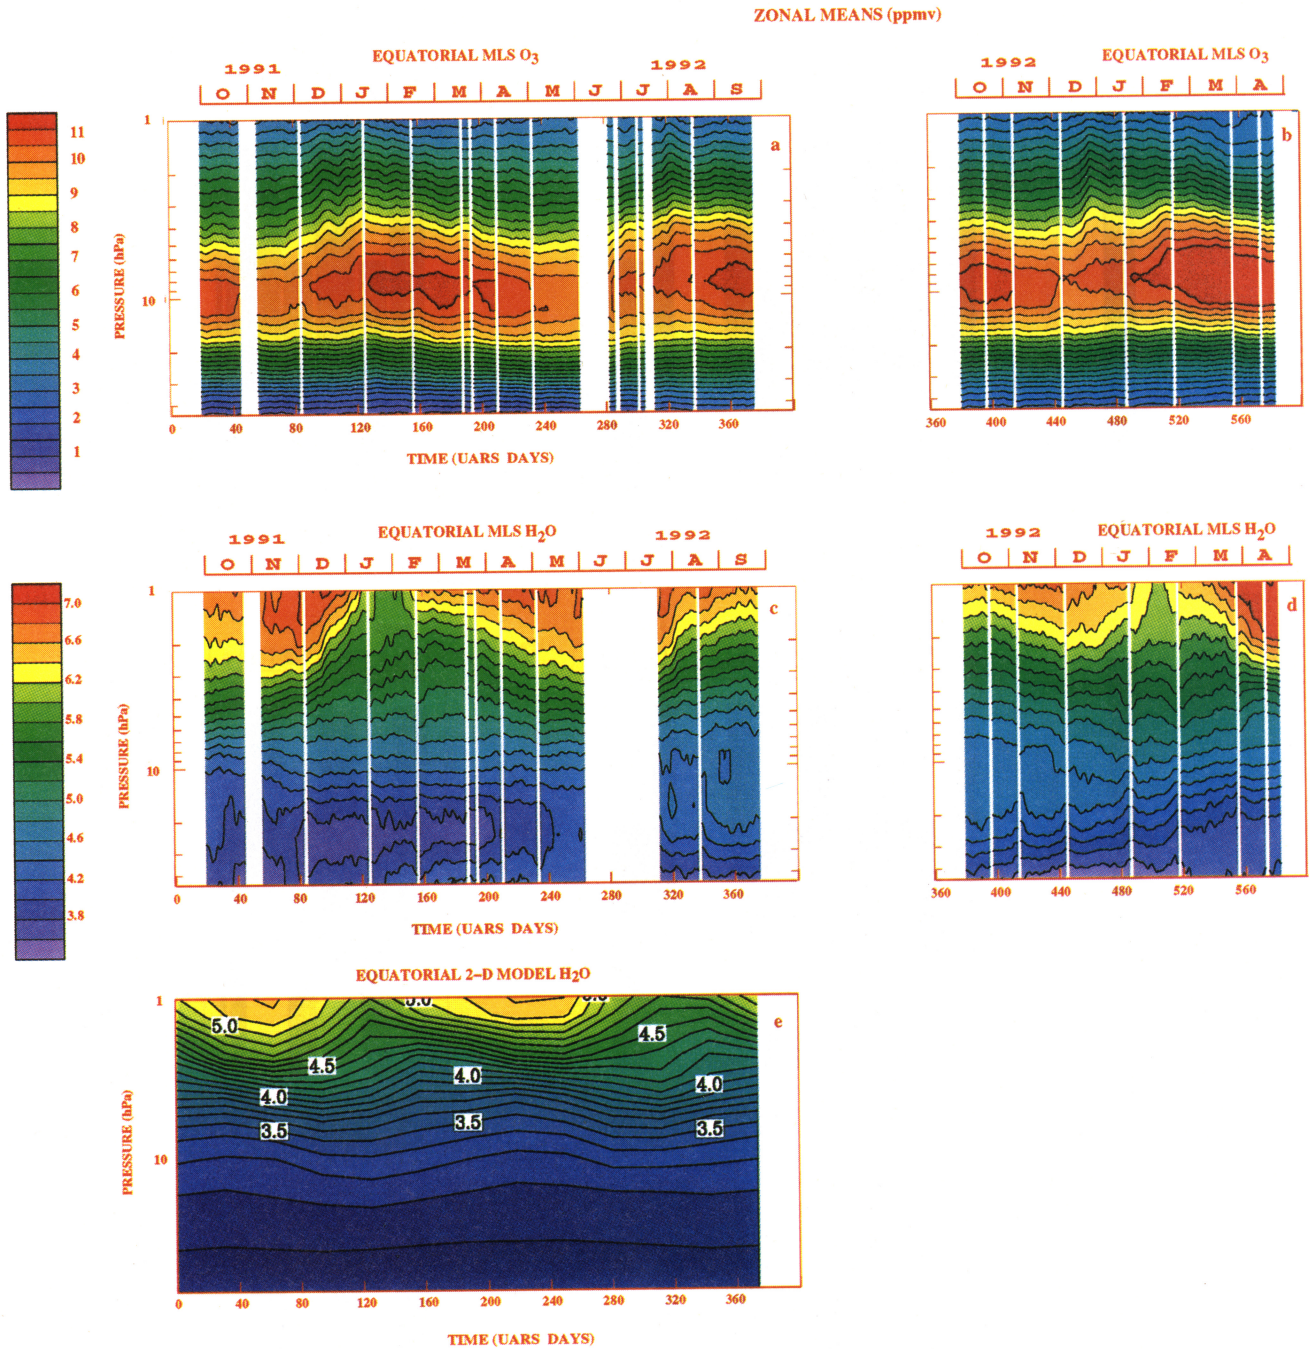 ZONAL MEANS (ppmv)
EQUATORIAL MLS O3
1991 1992
O N D J F M A M J J A S
EQUATORIAL MLS O3
1992
O N D J F M A
11
10
9
8
7
6
5
4
3
2
1
1
10
PRESSURE (hPa)
a
0 40 80 120 160 200 240 280 320 360
TIME (UARS DAYS)
b
360 400 440 480 520 560
EQUATORIAL MLS H2O
1991 1992
O N D J F M A M J J A S
EQUATORIAL MLS H2O
1992
O N D J F M A
7.0
6.6
6.2
5.8
5.4
5.0
4.6
4.2
3.8
1
10
PRESSURE (hPa)
c
0 40 80 120 160 200 240 280 320 360
TIME (UARS DAYS)
d
360 400 440 480 520 560
EQUATORIAL 2-D MODEL H2O
1
10
PRESSURE (hPa)
e
5.0
5.0 4.5
4.5 4.0 4.0
4.0 3.5 3.5
3.5
0 40 80 120 160 200 240 280 320 360
TIME (UARS DAYS)